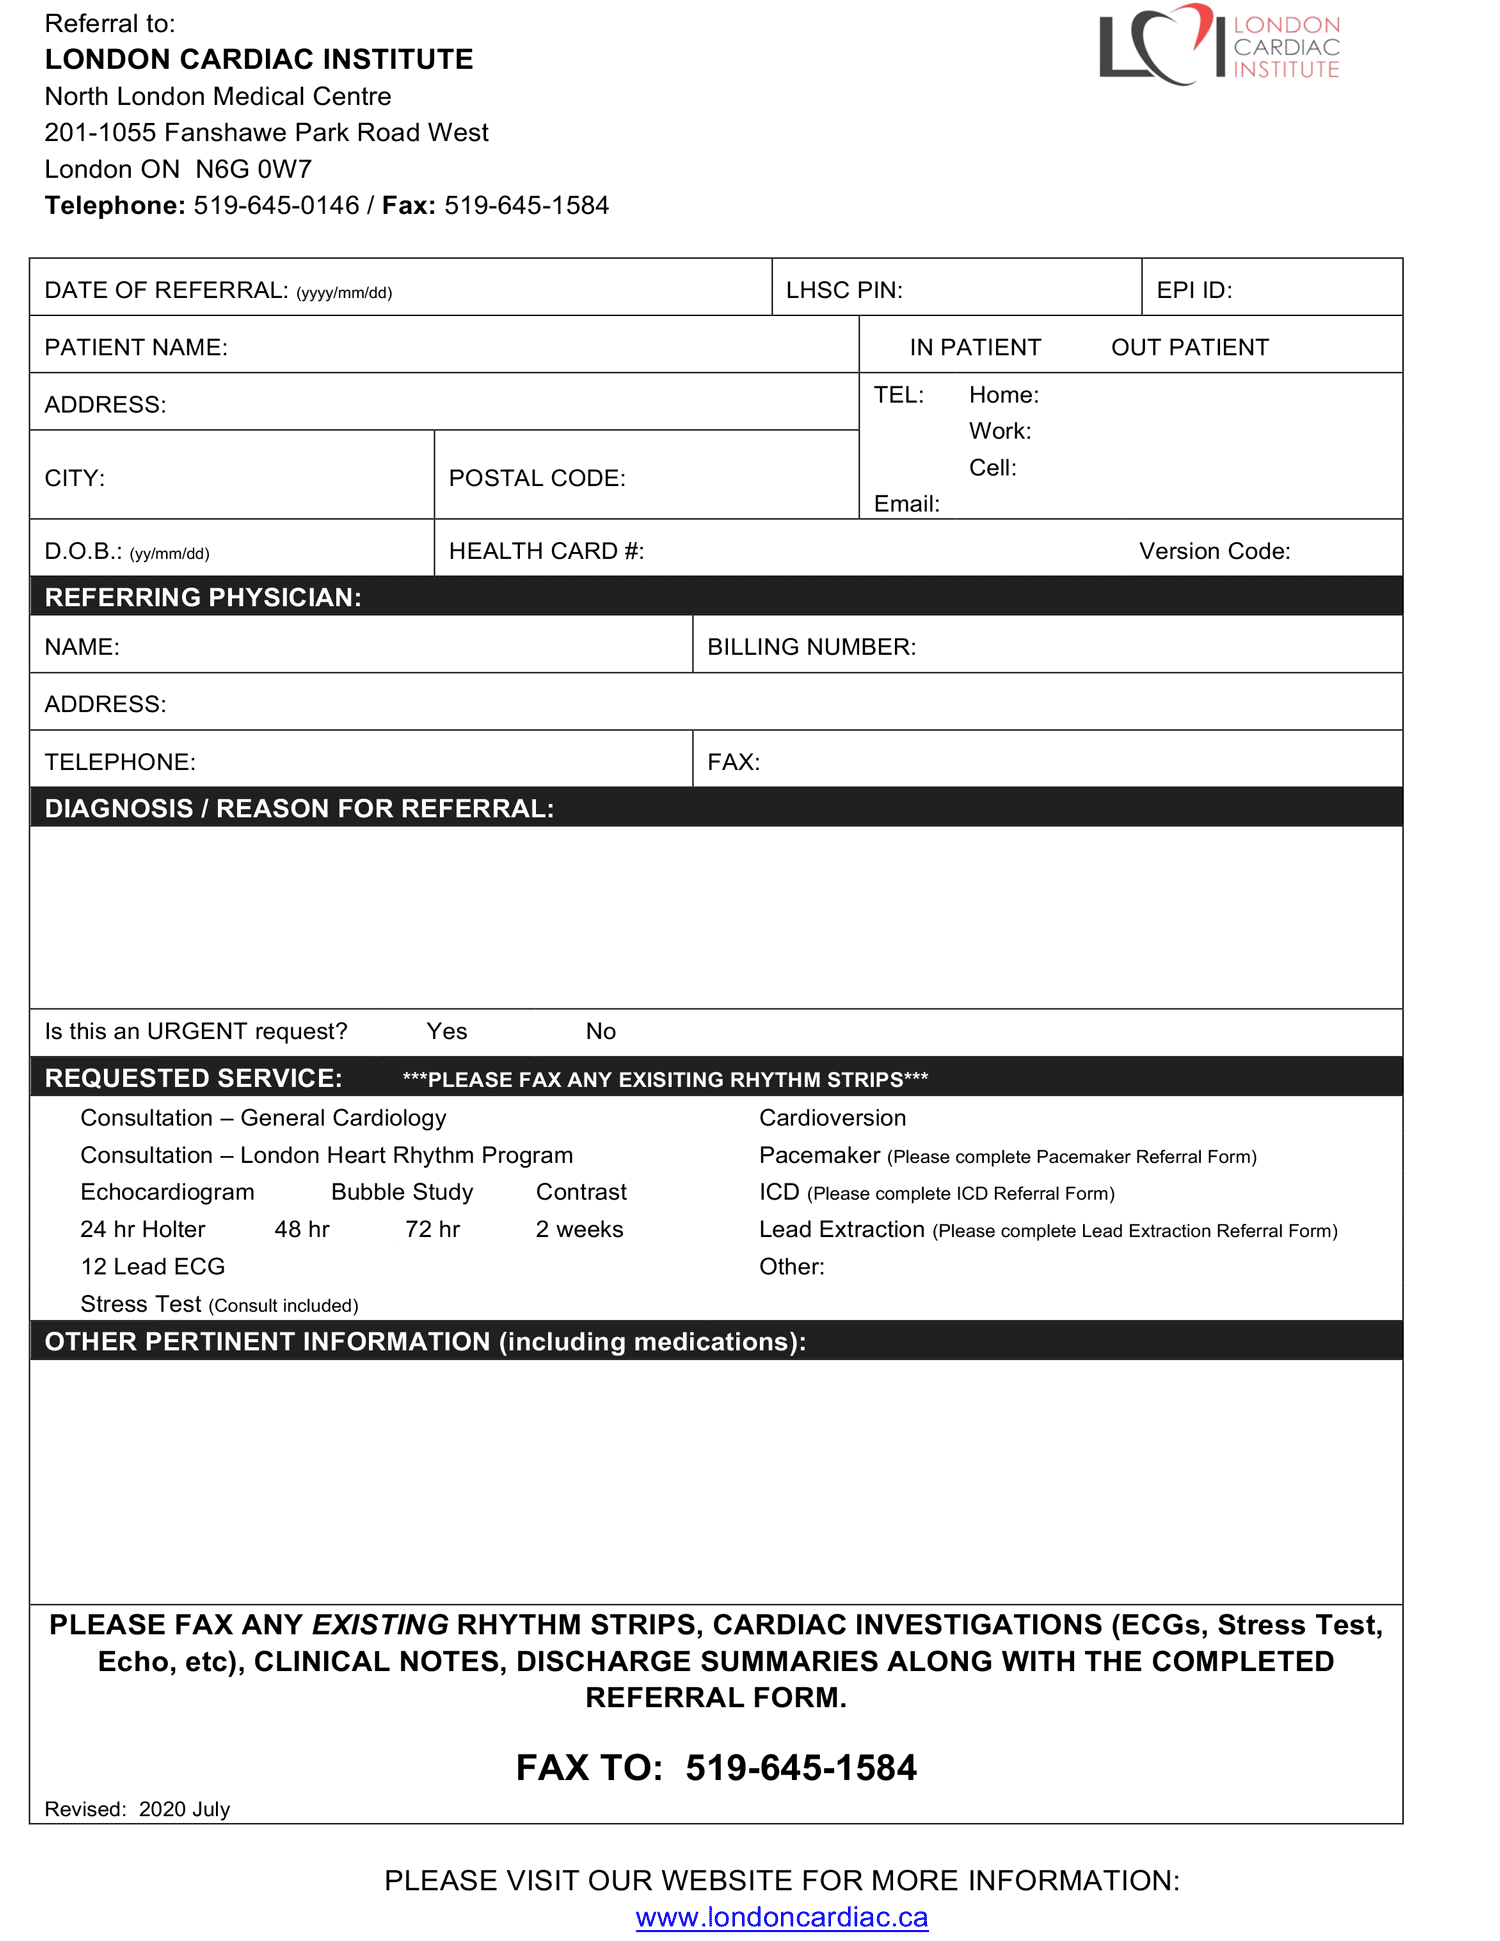 Referral to:
LONDON CARDIAC INSTITUTE
North London Medical Centre
201-1055 Fanshawe Park Road West
London ON  N6G 0W7
Telephone: 519-645-0146 / Fax: 519-645-1584
LCI LONDON
CARDIAC
INSTITUTE
DATE OF REFERRAL: (yyyy/mm/dd) LHSC PIN: EPI ID:
PATIENT NAME: IN PATIENT OUT PATIENT
ADDRESS:
TEL: Home:
Work:
Cell:
Email:
CITY: POSTAL CODE:
D.O.B.: (yy/mm/dd) HEALTH CARD #: Version Code:
REFERRING PHYSICIAN:
NAME: BILLING NUMBER:
ADDRESS:
TELEPHONE: FAX:
DIAGNOSIS / REASON FOR REFERRAL:
Is this an URGENT request? Yes No
REQUESTED SERVICE: ***PLEASE FAX ANY EXISITING RHYTHM STRIPS***
Consultation – General Cardiology Cardioversion
Consultation – London Heart Rhythm Program Pacemaker (Please complete Pacemaker Referral Form)
Echocardiogram Bubble Study Contrast ICD (Please complete ICD Referral Form)
24 hr Holter 48 hr 72 hr 2 weeks Lead Extraction (Please complete Lead Extraction Referral Form)
12 Lead ECG Other:
Stress Test (Consult included)
OTHER PERTINENT INFORMATION (including medications):
PLEASE FAX ANY EXISTING RHYTHM STRIPS, CARDIAC INVESTIGATIONS (ECGs, Stress Test,
Echo, etc), CLINICAL NOTES, DISCHARGE SUMMARIES ALONG WITH THE COMPLETED
REFERRAL FORM.
FAX TO:  519-645-1584
Revised:  2020 July
PLEASE VISIT OUR WEBSITE FOR MORE INFORMATION:
www.londoncardiac.ca